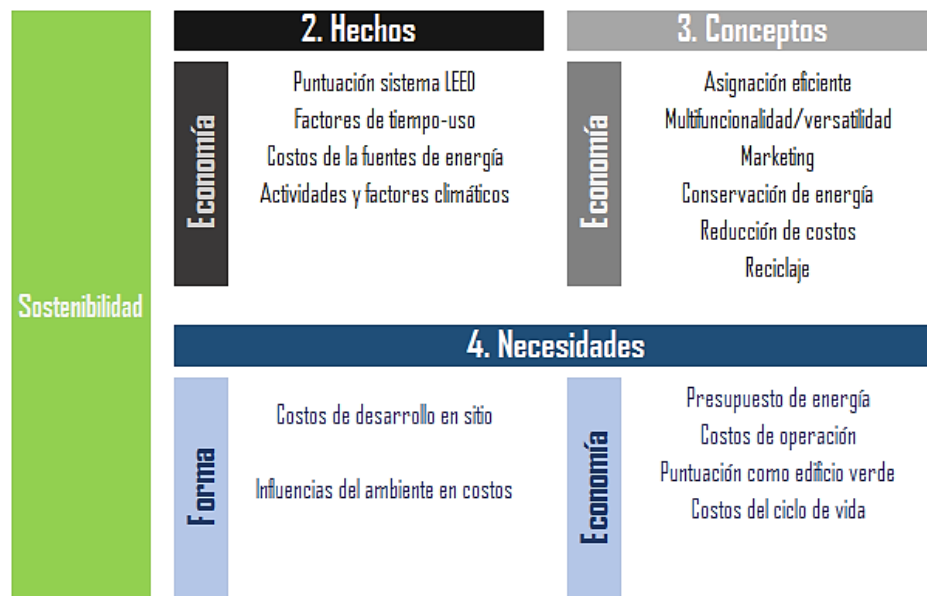 Sostenibilidad
2. Hechos
Economía
Puntuación sistema LEED
Factores de tiempo-uso
Costos de la fuentes de energía
Actividades y factores climáticos
3. Conceptos
Economía
Asignación eficiente
Multifuncionalidad/versatilidad
Marketing
Conservación de energía
Reducción de costos
Reciclaje
4. Necesidades
Forma
Costos de desarrollo en sitio
Influencias del ambiente en costos
Economía
Presupuesto de energía
Costos de operación
Puntuación como edificio verde
Costos del ciclo de vida